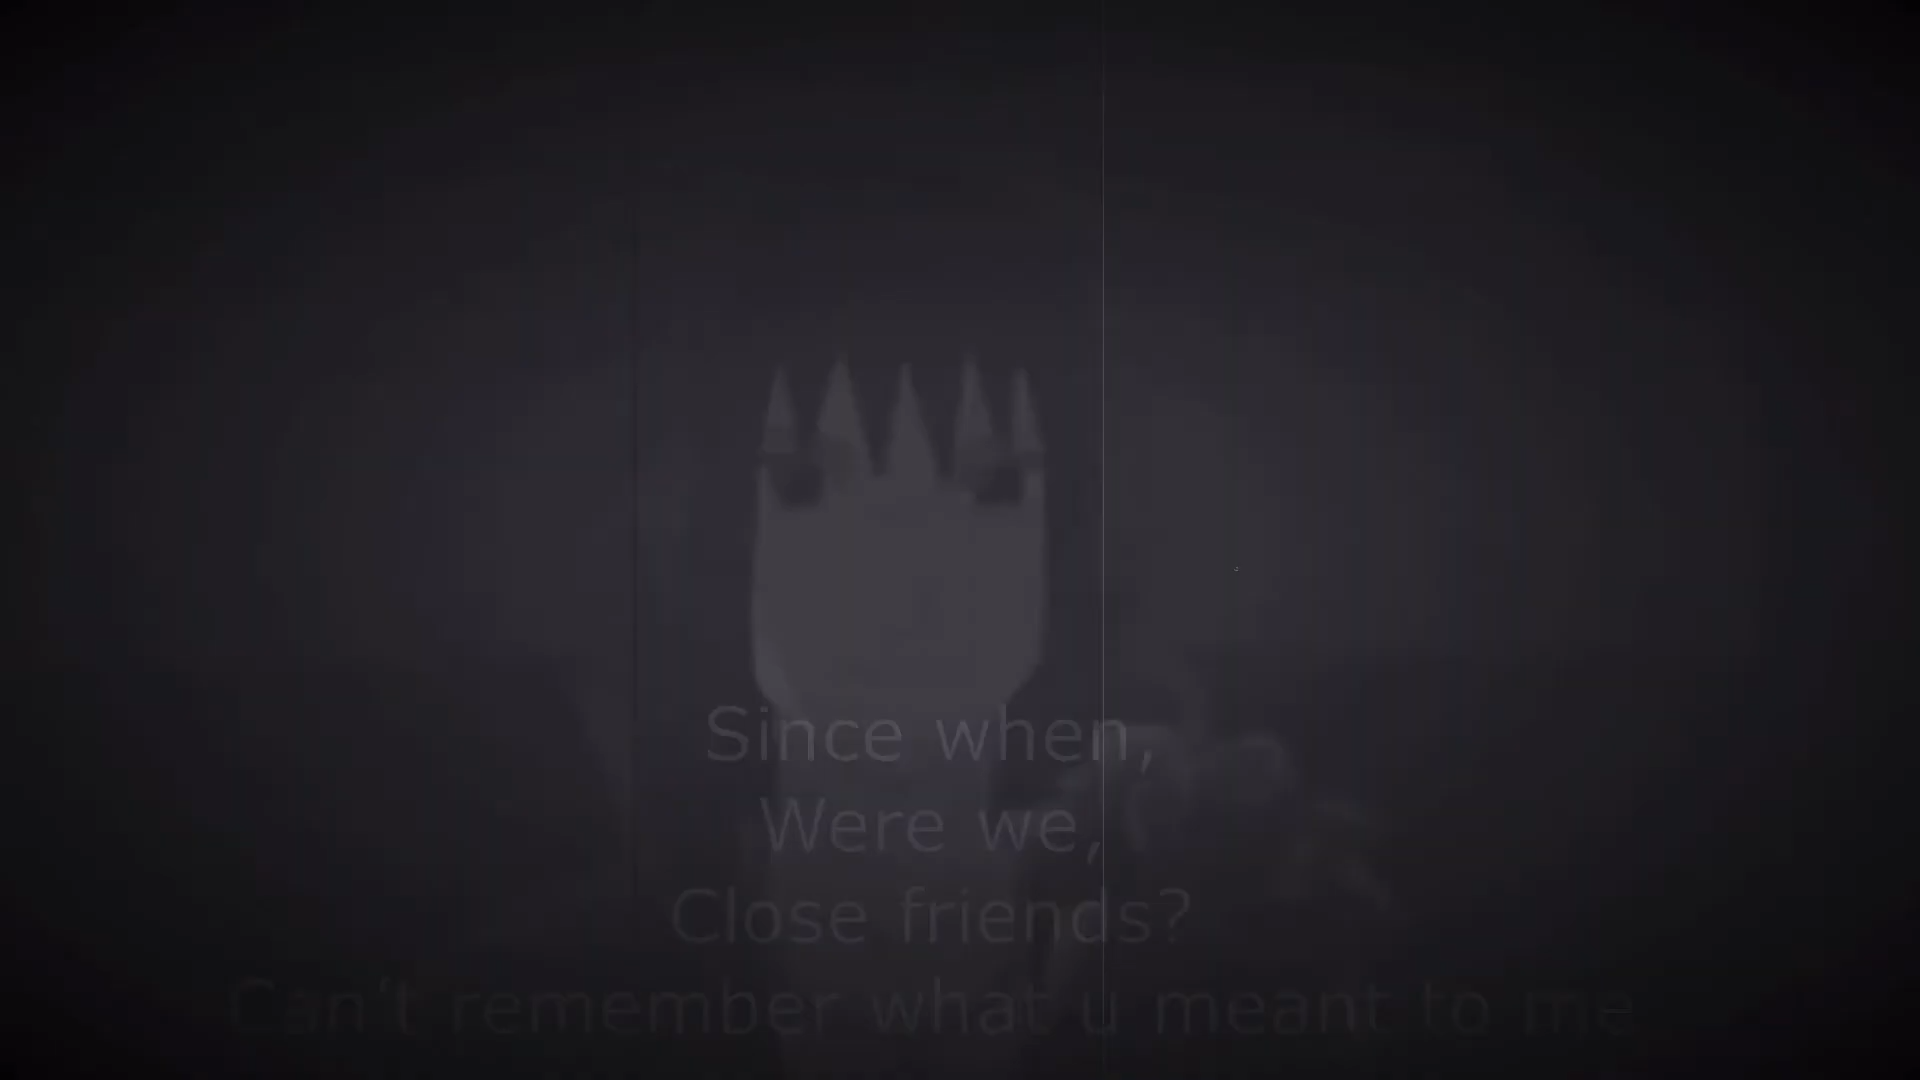 Since when,
Were we,
Close friends?
Can't remember what u meant to me